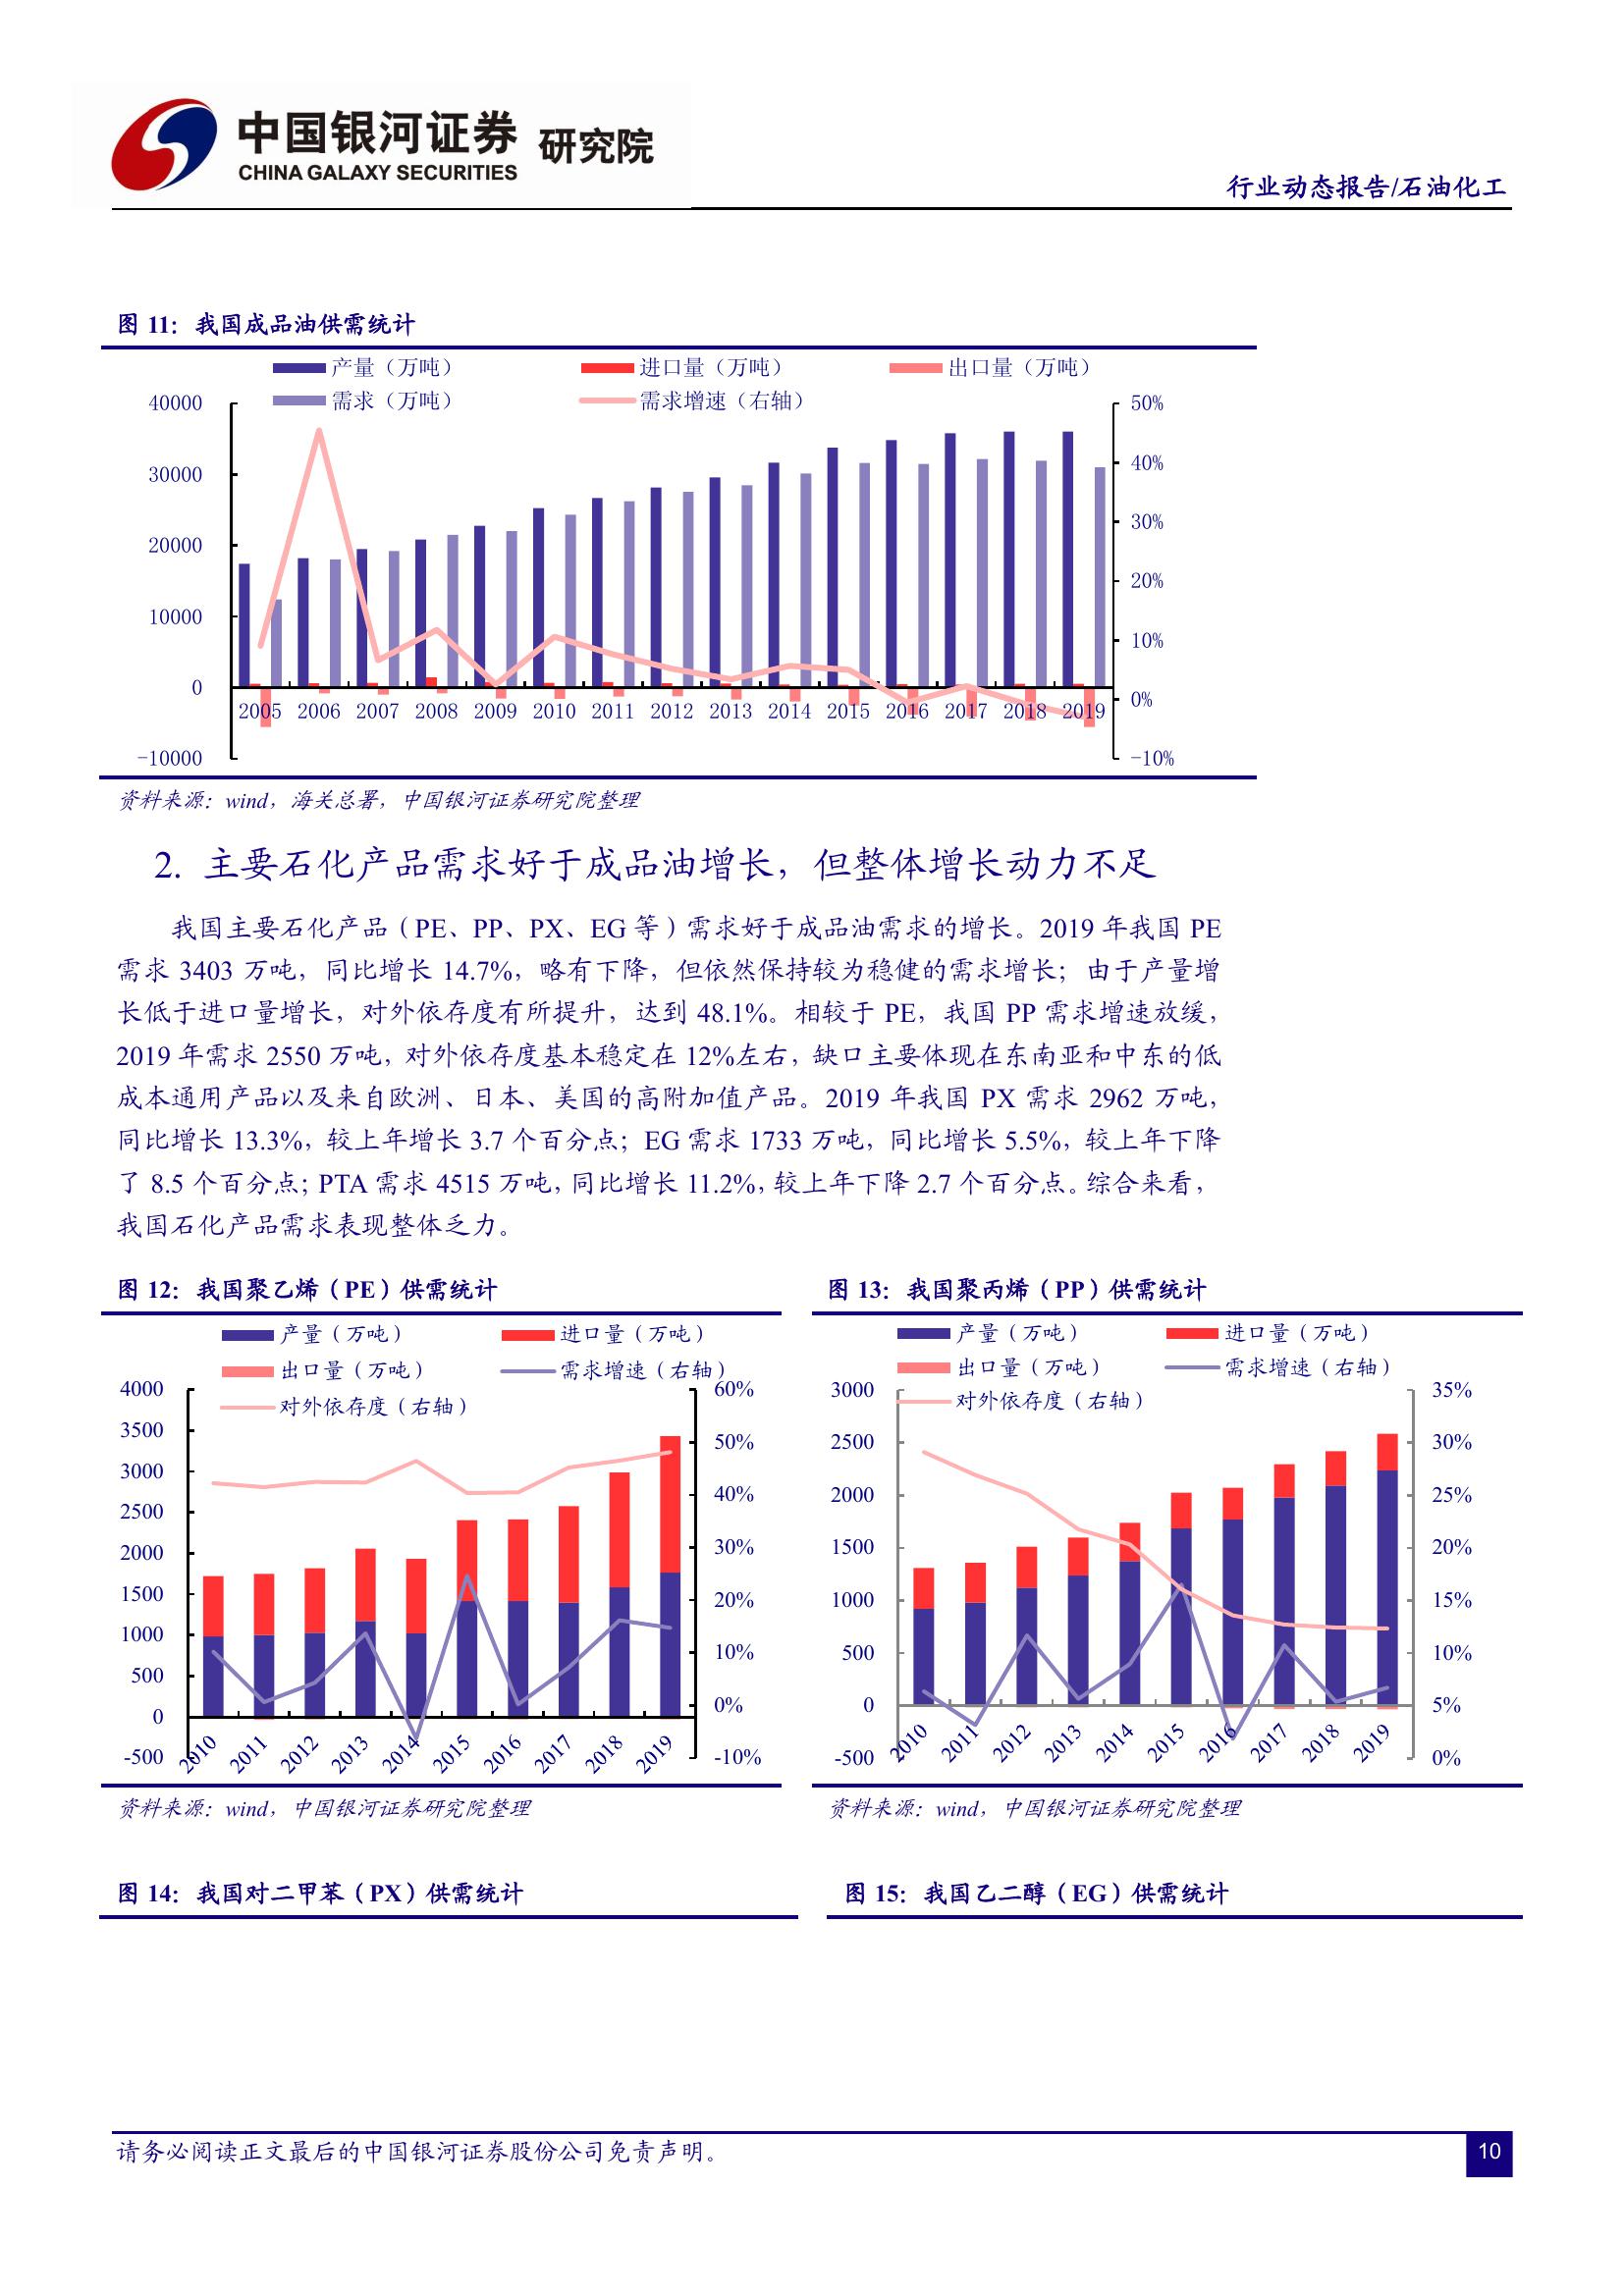 中国银河证券 研究院
CHINA GALAXY SECURITIES
行业动态报告/石油化工
图 11：我国成品油供需统计
产量（万吨） 进口量（万吨） 出口量（万吨）
需求（万吨） 需求增速（右轴）
40000 50%
30000 40%
30%
20000
20%
10000 10%
0 0%
2005 2006 2007 2008 2009 2010 2011 2012 2013 2014 2015 2016 2017 2018 2019
-10000 -10%
资料来源：wind，海关总署，中国银河证券研究院整理
2. 主要石化产品需求好于成品油增长，但整体增长动力不足
我国主要石化产品（PE、PP、PX、EG 等）需求好于成品油需求的增长。2019 年我国 PE
需求 3403 万吨，同比增长 14.7%，略有下降，但依然保持较为稳健的需求增长；由于产量增
长低于进口量增长，对外依存度有所提升，达到 48.1%。相较于 PE，我国 PP 需求增速放缓，
2019 年需求 2550 万吨，对外依存度基本稳定在 12%左右，缺口主要体现在东南亚和中东的低
成本通用产品以及来自欧洲、日本、美国的高附加值产品。2019 年我国 PX 需求 2962 万吨，
同比增长 13.3%，较上年增长 3.7 个百分点；EG 需求 1733 万吨，同比增长 5.5%，较上年下降
了 8.5 个百分点；PTA 需求 4515 万吨，同比增长 11.2%，较上年下降 2.7 个百分点。综合来看，
我国石化产品需求表现整体乏力。
图 12：我国聚乙烯（PE）供需统计
产量（万吨） 进口量（万吨）
出口量（万吨） 需求增速（右轴）
对外依存度（右轴）
4000 60%
3500 50%
3000
2500 40%
2000 30%
1500 20%
1000 10%
500
0 0%
-500 -10%
2010 2011 2012 2013 2014 2015 2016 2017 2018 2019
资料来源：wind，中国银河证券研究院整理
图 13：我国聚丙烯（PP）供需统计
产量（万吨） 进口量（万吨）
出口量（万吨） 需求增速（右轴）
对外依存度（右轴）
3000 35%
2500 30%
2000 25%
1500 20%
1000 15%
500 10%
0 5%
-500 0%
2010 2011 2012 2013 2014 2015 2016 2017 2018 2019
资料来源：wind，中国银河证券研究院整理
图 14：我国对二甲苯（PX）供需统计
图 15：我国乙二醇（EG）供需统计
请务必阅读正文最后的中国银河证券股份公司免责声明。
10